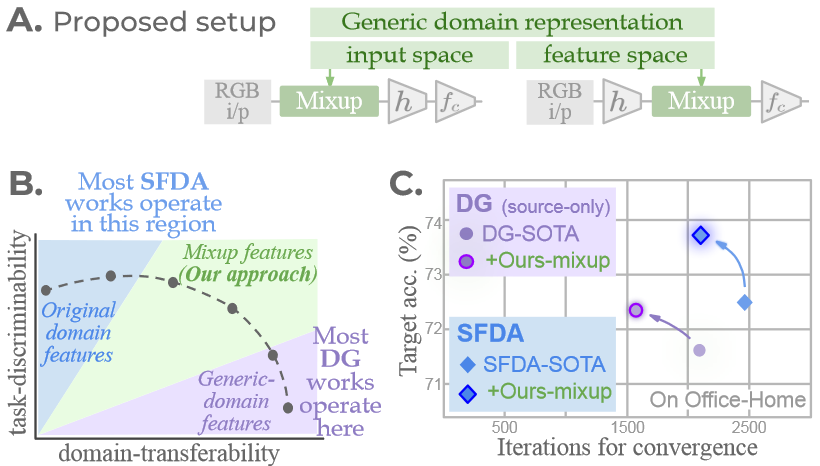 A. Proposed setup
Generic domain representation
input space
feature space
RGB
i/p
Mixup
h
fc
RGB
i/p
h
Mixup
fc
B.
Most SFDA
works operate
in this region
Mixup features
(Our approach)
Original
domain
features
Generic-
domain
features
Most
DG
works
operate
here
task-discriminability
domain-transferability
C.
DG (source-only)
DG-SOTA
+Ours-mixup
SFDA
SFDA-SOTA
+Ours-mixup
On Office-Home
74
73
72
71
Target acc. (%)
500
1500
2500
Iterations for convergence